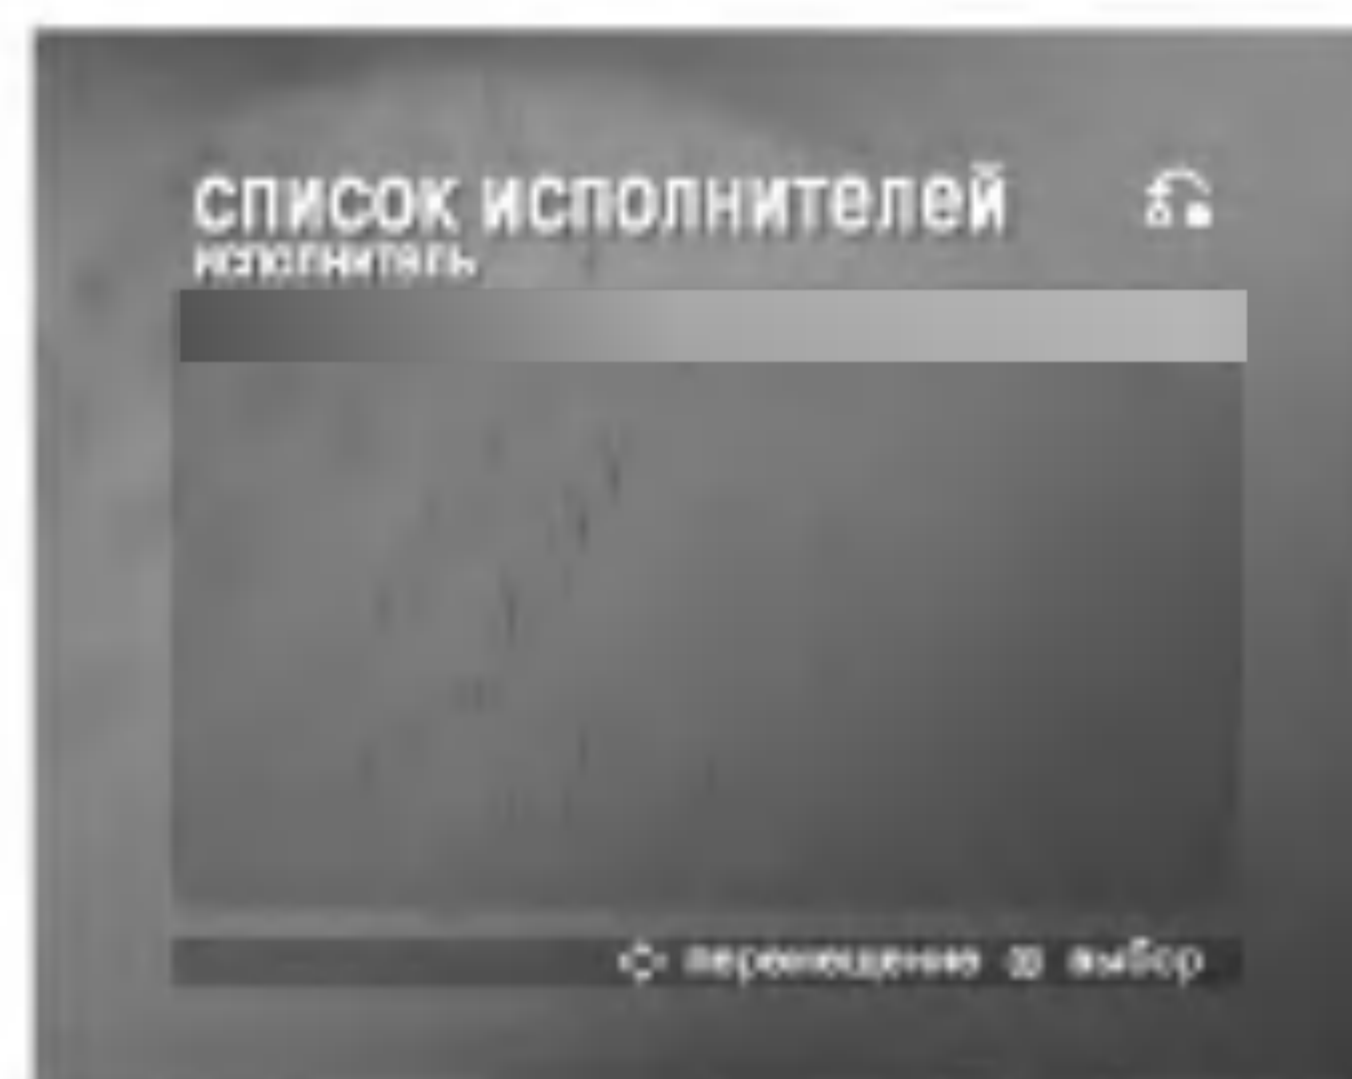 список исполнителей
исполнитель
перемещение выбор